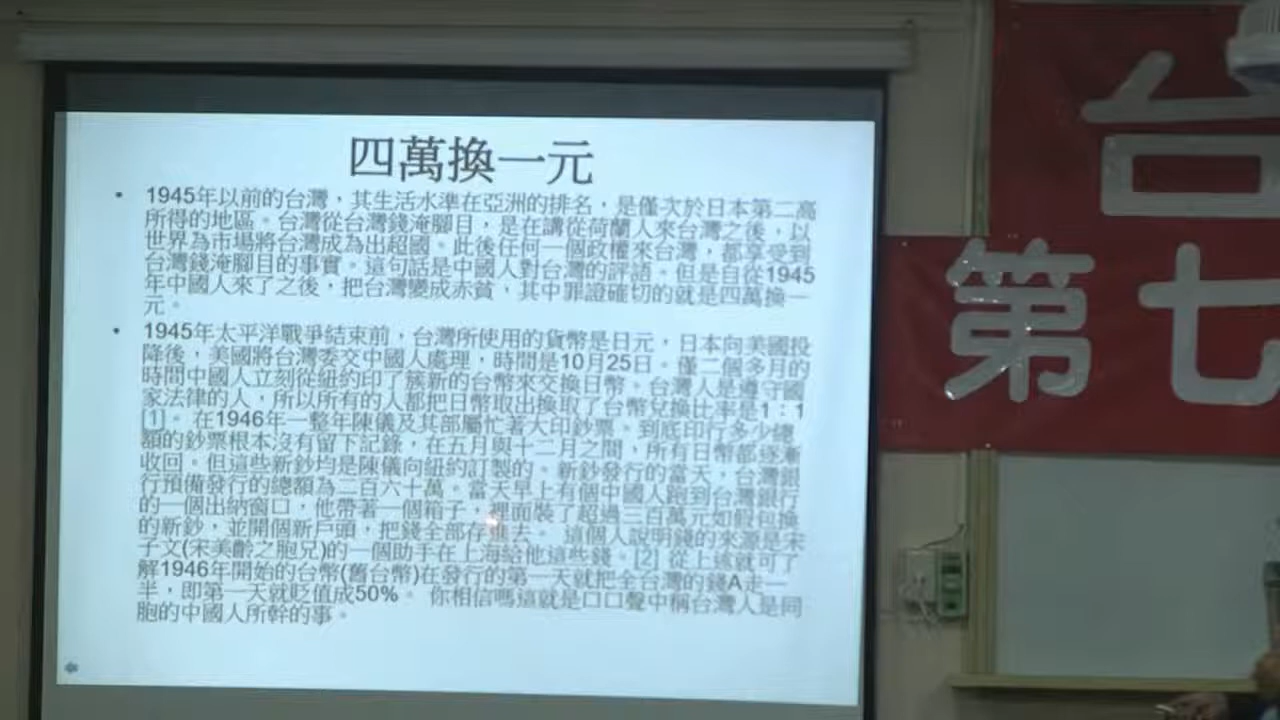 四萬換一元
• 1945年以前的台灣，其生活水準在亞洲的排名，是僅次於日本第二高
所得的地區。台灣從台灣錢淹腳目，是在講從荷蘭人來台灣之後，以
世界為市場將台灣成為出超國。此後任何一個政權來台灣，都享受到
台灣錢淹腳目的事實。這句話是中國人對台灣的評語。但是自從1945
年中國人來了之後，把台灣變成赤貧，其中罪證確切的就是四萬換一
元。
• 1945年太平洋戰爭結束前，台灣所使用的貨幣是日元，日本向美國投
降後，美國將台灣委交中國人處理，時間是10月25日。僅二個多月的
時間中國人立刻從紐約印了簇新的台幣來交換日幣。台灣人是遵守國
家法律的人，所以所有的人都把日幣取出換取了台幣兌換比率是1：1
[1]。 在1946年一整年陳儀及其部屬忙著大印鈔票。到底印行多少總
額的鈔票根本沒有留下記錄，在五月與十二月之間，所有日幣都逐漸
收回。但這些新鈔均是陳儀向紐約訂製的。新鈔發行的當天，台灣銀
行預備發行的總額為二百六十萬。當天早上有個中國人跑到台灣銀行
的一個出納窗口，他帶著一個箱子，裡面裝了超過三百萬元如假包換
的新鈔，並開個新戶頭，把錢全部存進去。 這個人說明錢的來源是宋
子文(宋美齡之胞兄)的一個助手在上海給他這些錢。[2] 從上述就可了
解1946年開始的台幣(舊台幣)在發行的第一天就把全台灣的錢A走一
半，即第一天就貶值成50%。 你相信嗎這就是口口聲中稱台灣人是同
胞的中國人所幹的事。
台
第七